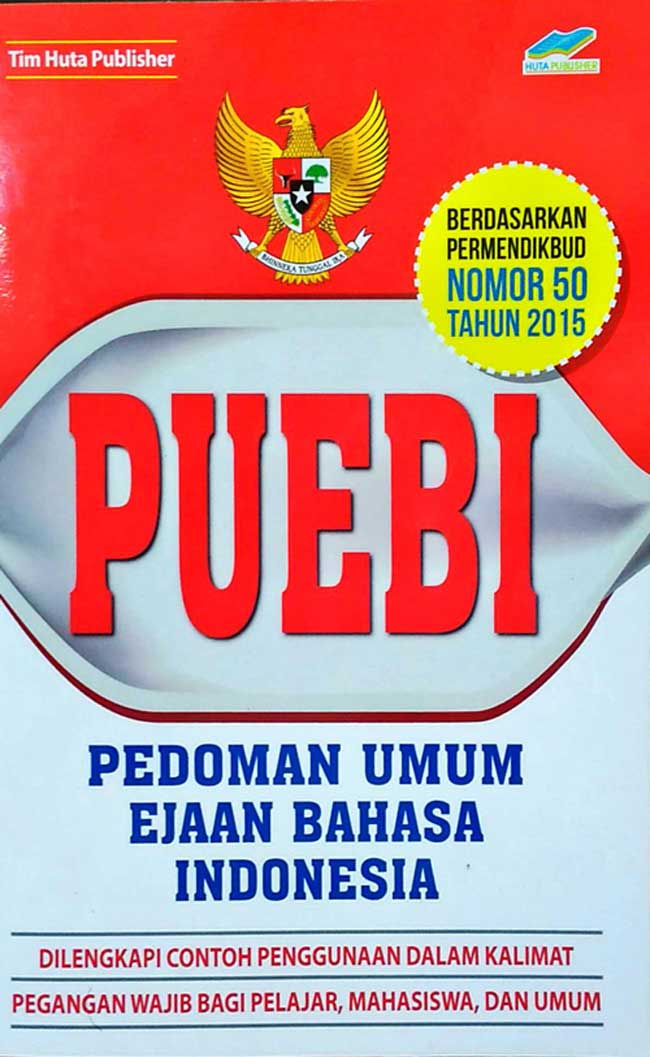 Tim Huta Publisher
HUTA PUBLISHER
BHINNEKA TUNGGAL IKA
BERDASARKAN
PERMENDIKBUD
NOMOR 50
TAHUN 2015
PUEBI
PEDOMAN UMUM
EJAAN BAHASA
INDONESIA
DILENGKAPI CONTOH PENGGUNAAN DALAM KALIMAT
PEGANGAN WAJIB BAGI PELAJAR, MAHASISWA, DAN UMUM